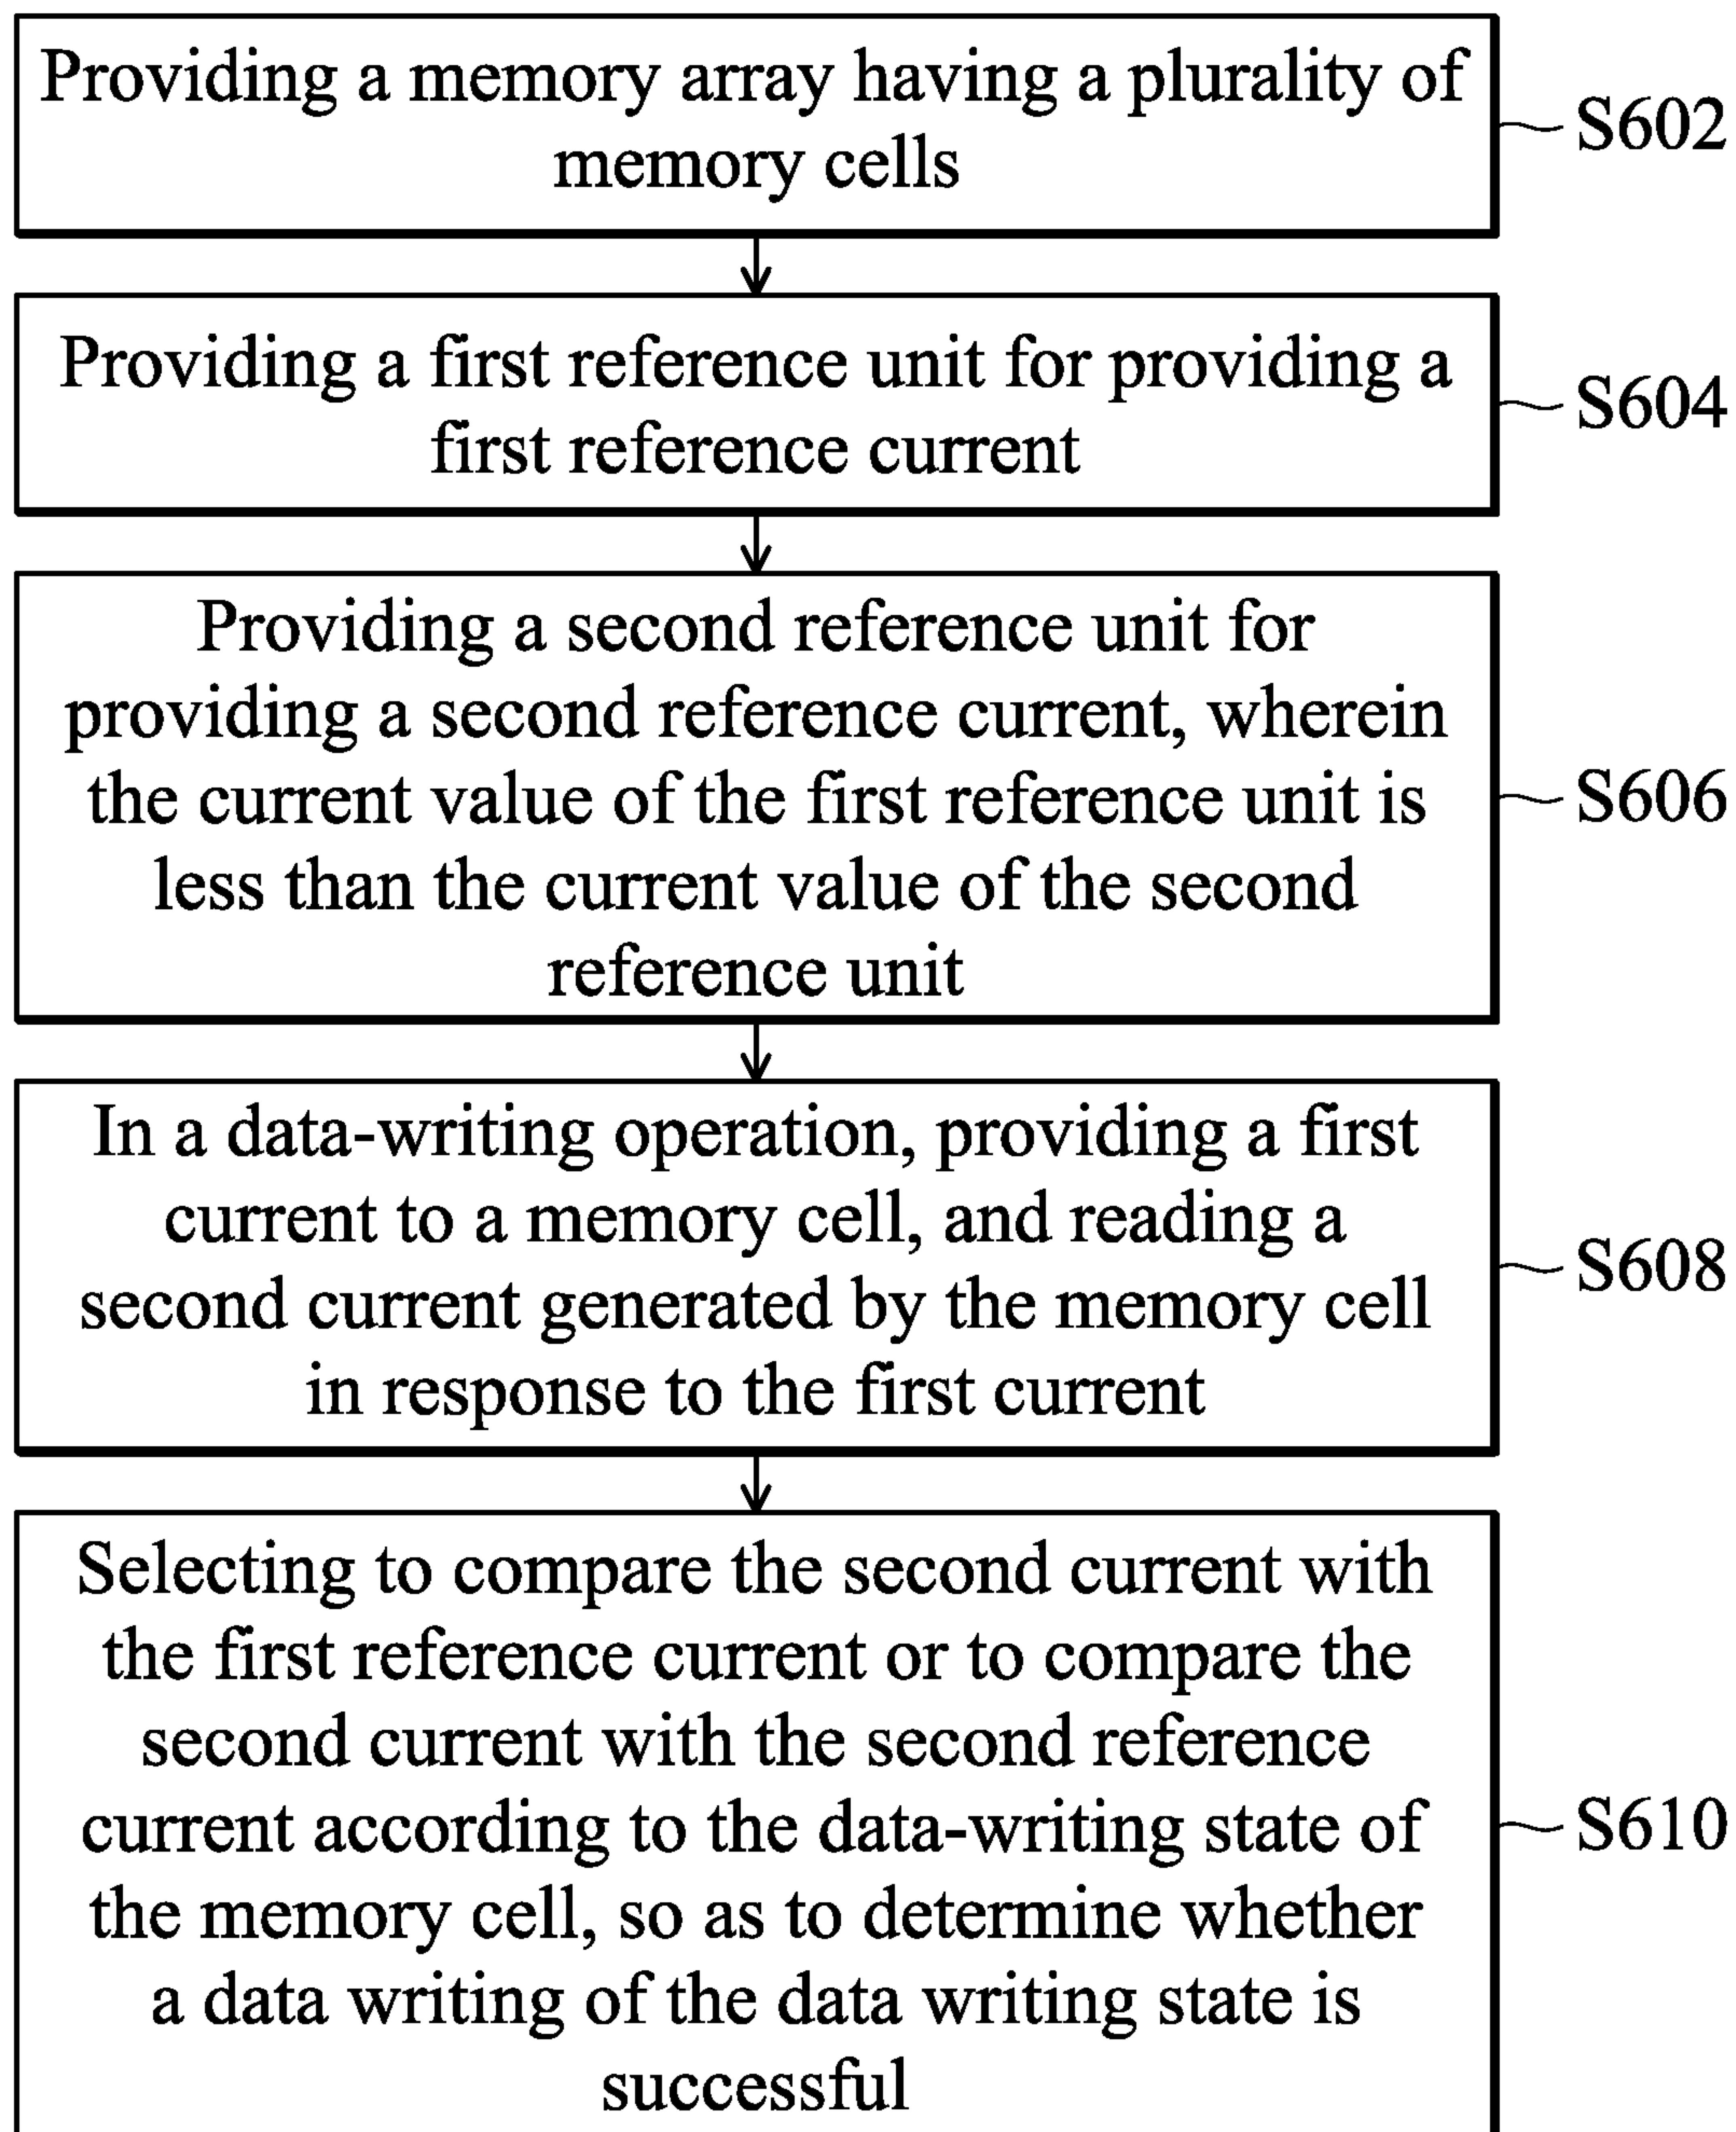 Providing a memory array having a plurality of
memory cells
S602
Providing a first reference unit for providing a
first reference current
S604
Providing a second reference unit for
providing a second reference current, wherein
the current value of the first reference unit is
less than the current value of the second
reference unit
S606
In a data-writing operation, providing a first
current to a memory cell, and reading a
second current generated by the memory cell
in response to the first current
S608
Selecting to compare the second current with
the first reference current or to compare the
second current with the second reference
current according to the data-writing state of
the memory cell, so as to determine whether
a data writing of the data writing state is
successful
S610